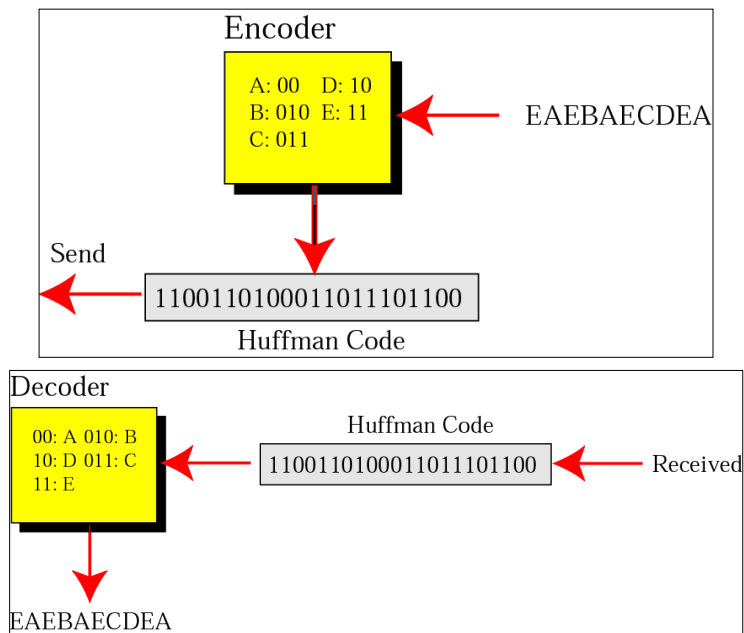 Encoder
A: 00 D: 10
B: 010 E: 11
C: 011
EAEBAECDEA
Send
1100110100011011101100
Huffman Code
Decoder
00: A 010: B
10: D 011: C
11: E
Huffman Code
1100110100011011101100
Received
EAEBAECDEA